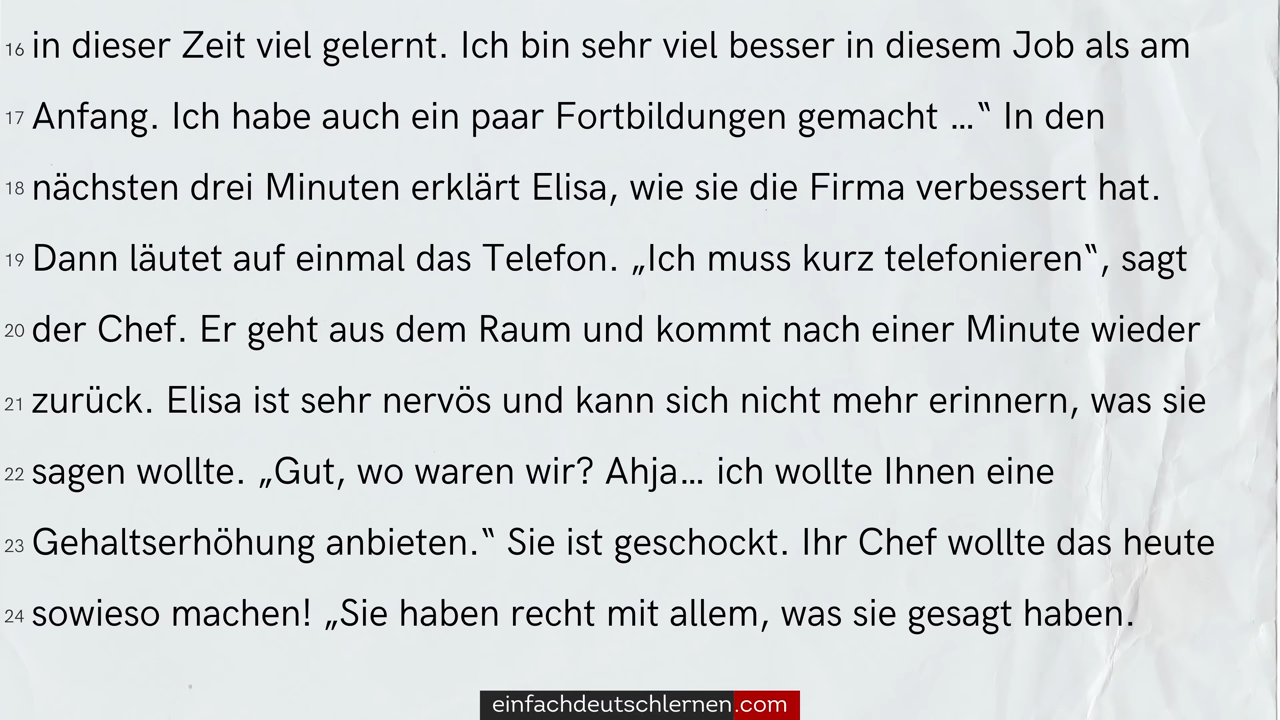 16 in dieser Zeit viel gelernt. Ich bin sehr viel besser in diesem Job als am
17 Anfang. Ich habe auch ein paar Fortbildungen gemacht …‟ In den
18 nächsten drei Minuten erklärt Elisa, wie sie die Firma verbessert hat.
19 Dann läutet auf einmal das Telefon. „Ich muss kurz telefonieren‟, sagt
20 der Chef. Er geht aus dem Raum und kommt nach einer Minute wieder
21 zurück. Elisa ist sehr nervös und kann sich nicht mehr erinnern, was sie
22 sagen wollte. „Gut, wo waren wir? Ahja… ich wollte Ihnen eine
23 Gehaltserhöhung anbieten.‟ Sie ist geschockt. Ihr Chef wollte das heute
24 sowieso machen! „Sie haben recht mit allem, was sie gesagt haben.
einfachdeutschlernen.com